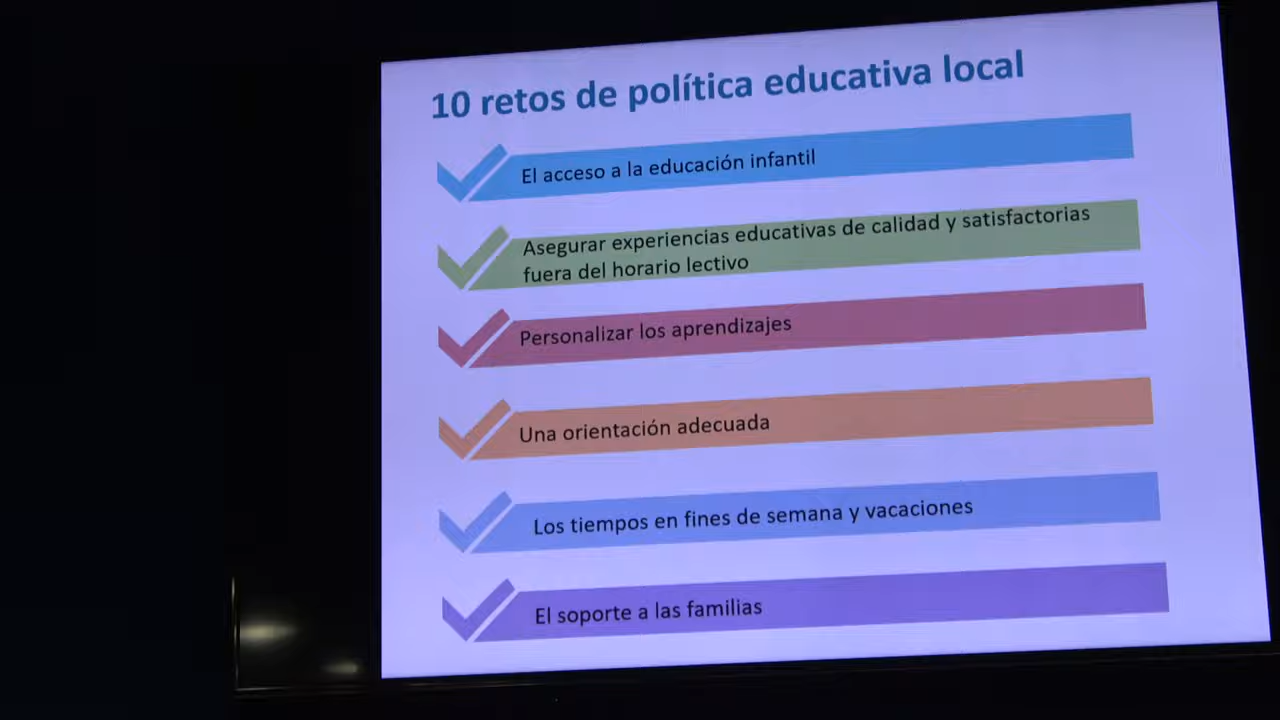 10 retos de política educativa local
El acceso a la educación infantil
Asegurar experiencias educativas de calidad y satisfactorias
fuera del horario lectivo
Personalizar los aprendizajes
Una orientación adecuada
Los tiempos en fines de semana y vacaciones
El soporte a las familias